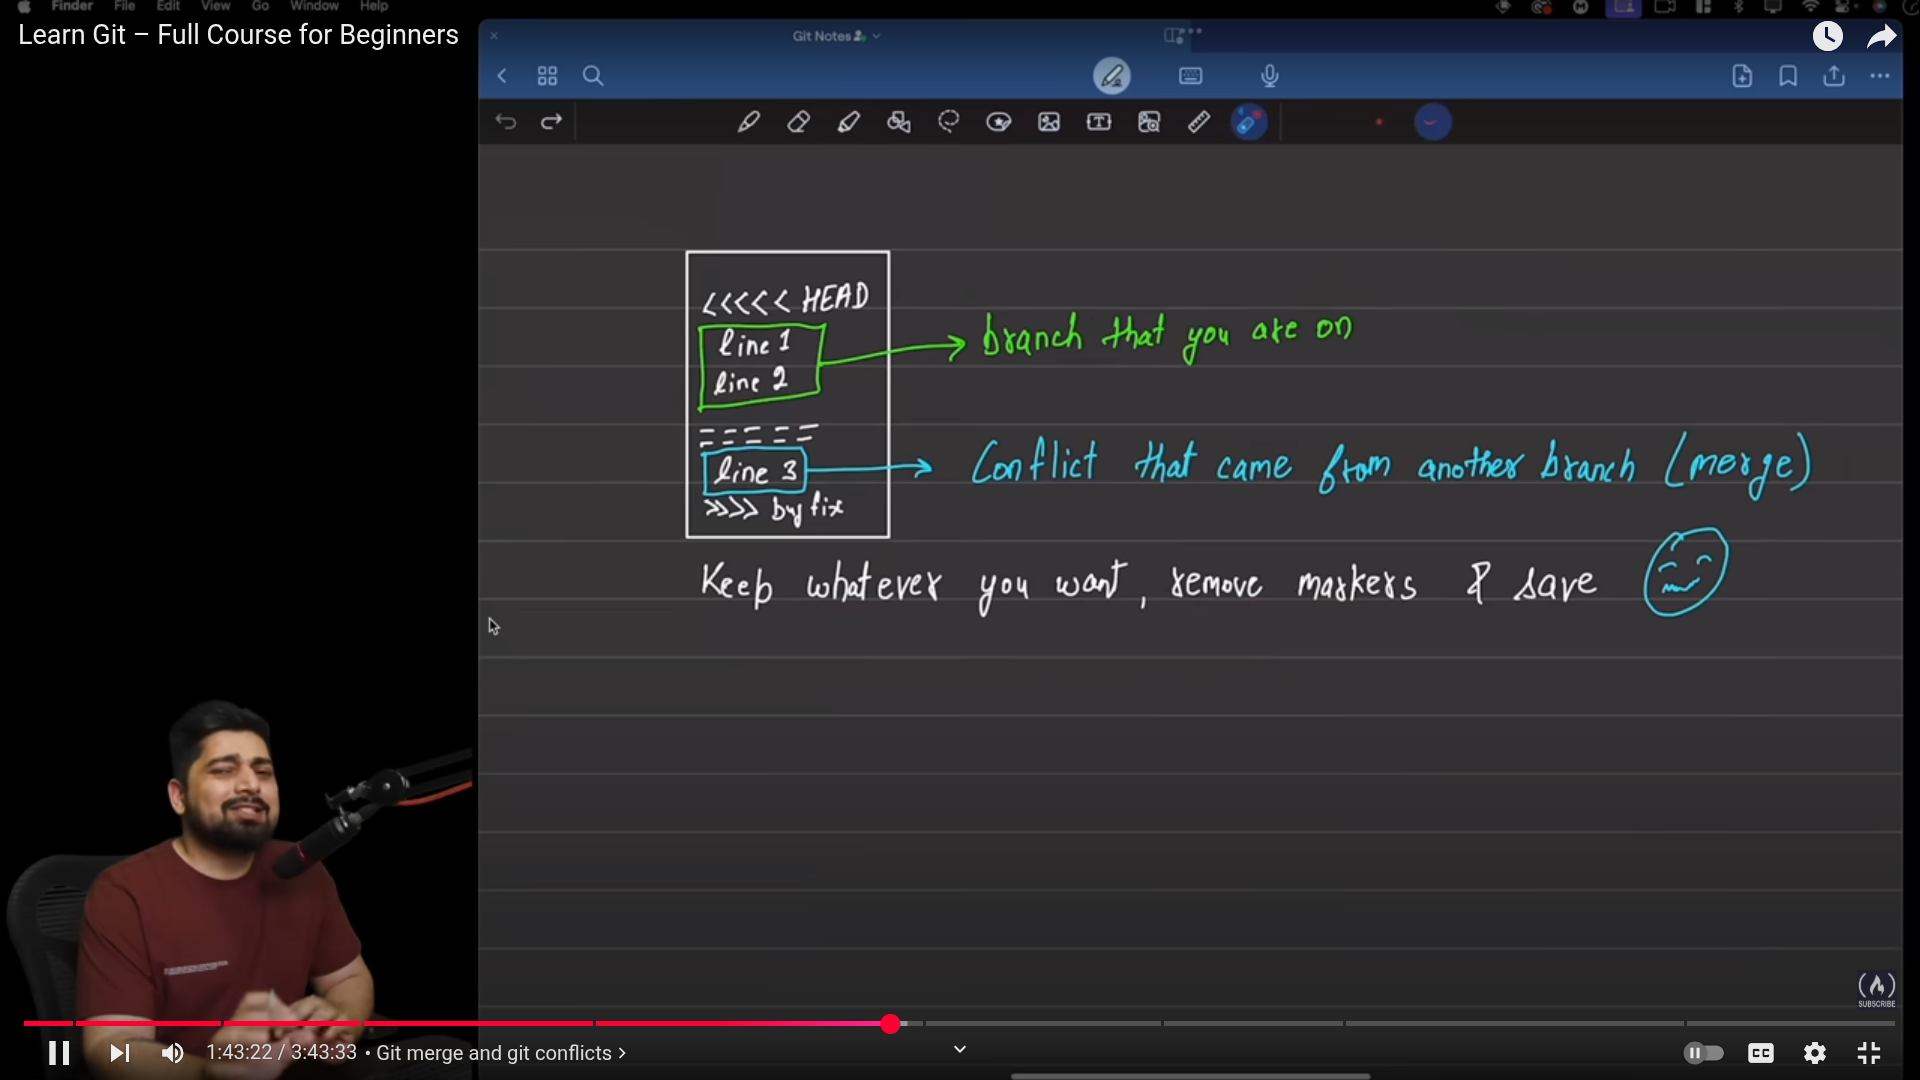 Finder File Edit View Go Window Help
Learn Git – Full Course for Beginners
Git Notes
<<<<< HEAD
line 1
line 2
branch that you are on
=====
line 3
Conflict that came from another branch (merge)
>>>> bugfix
Keep whatever you want, remove markers & save
SUBSCRIBE
1:43:22 / 3:43:33 • Git merge and git conflicts >
CC